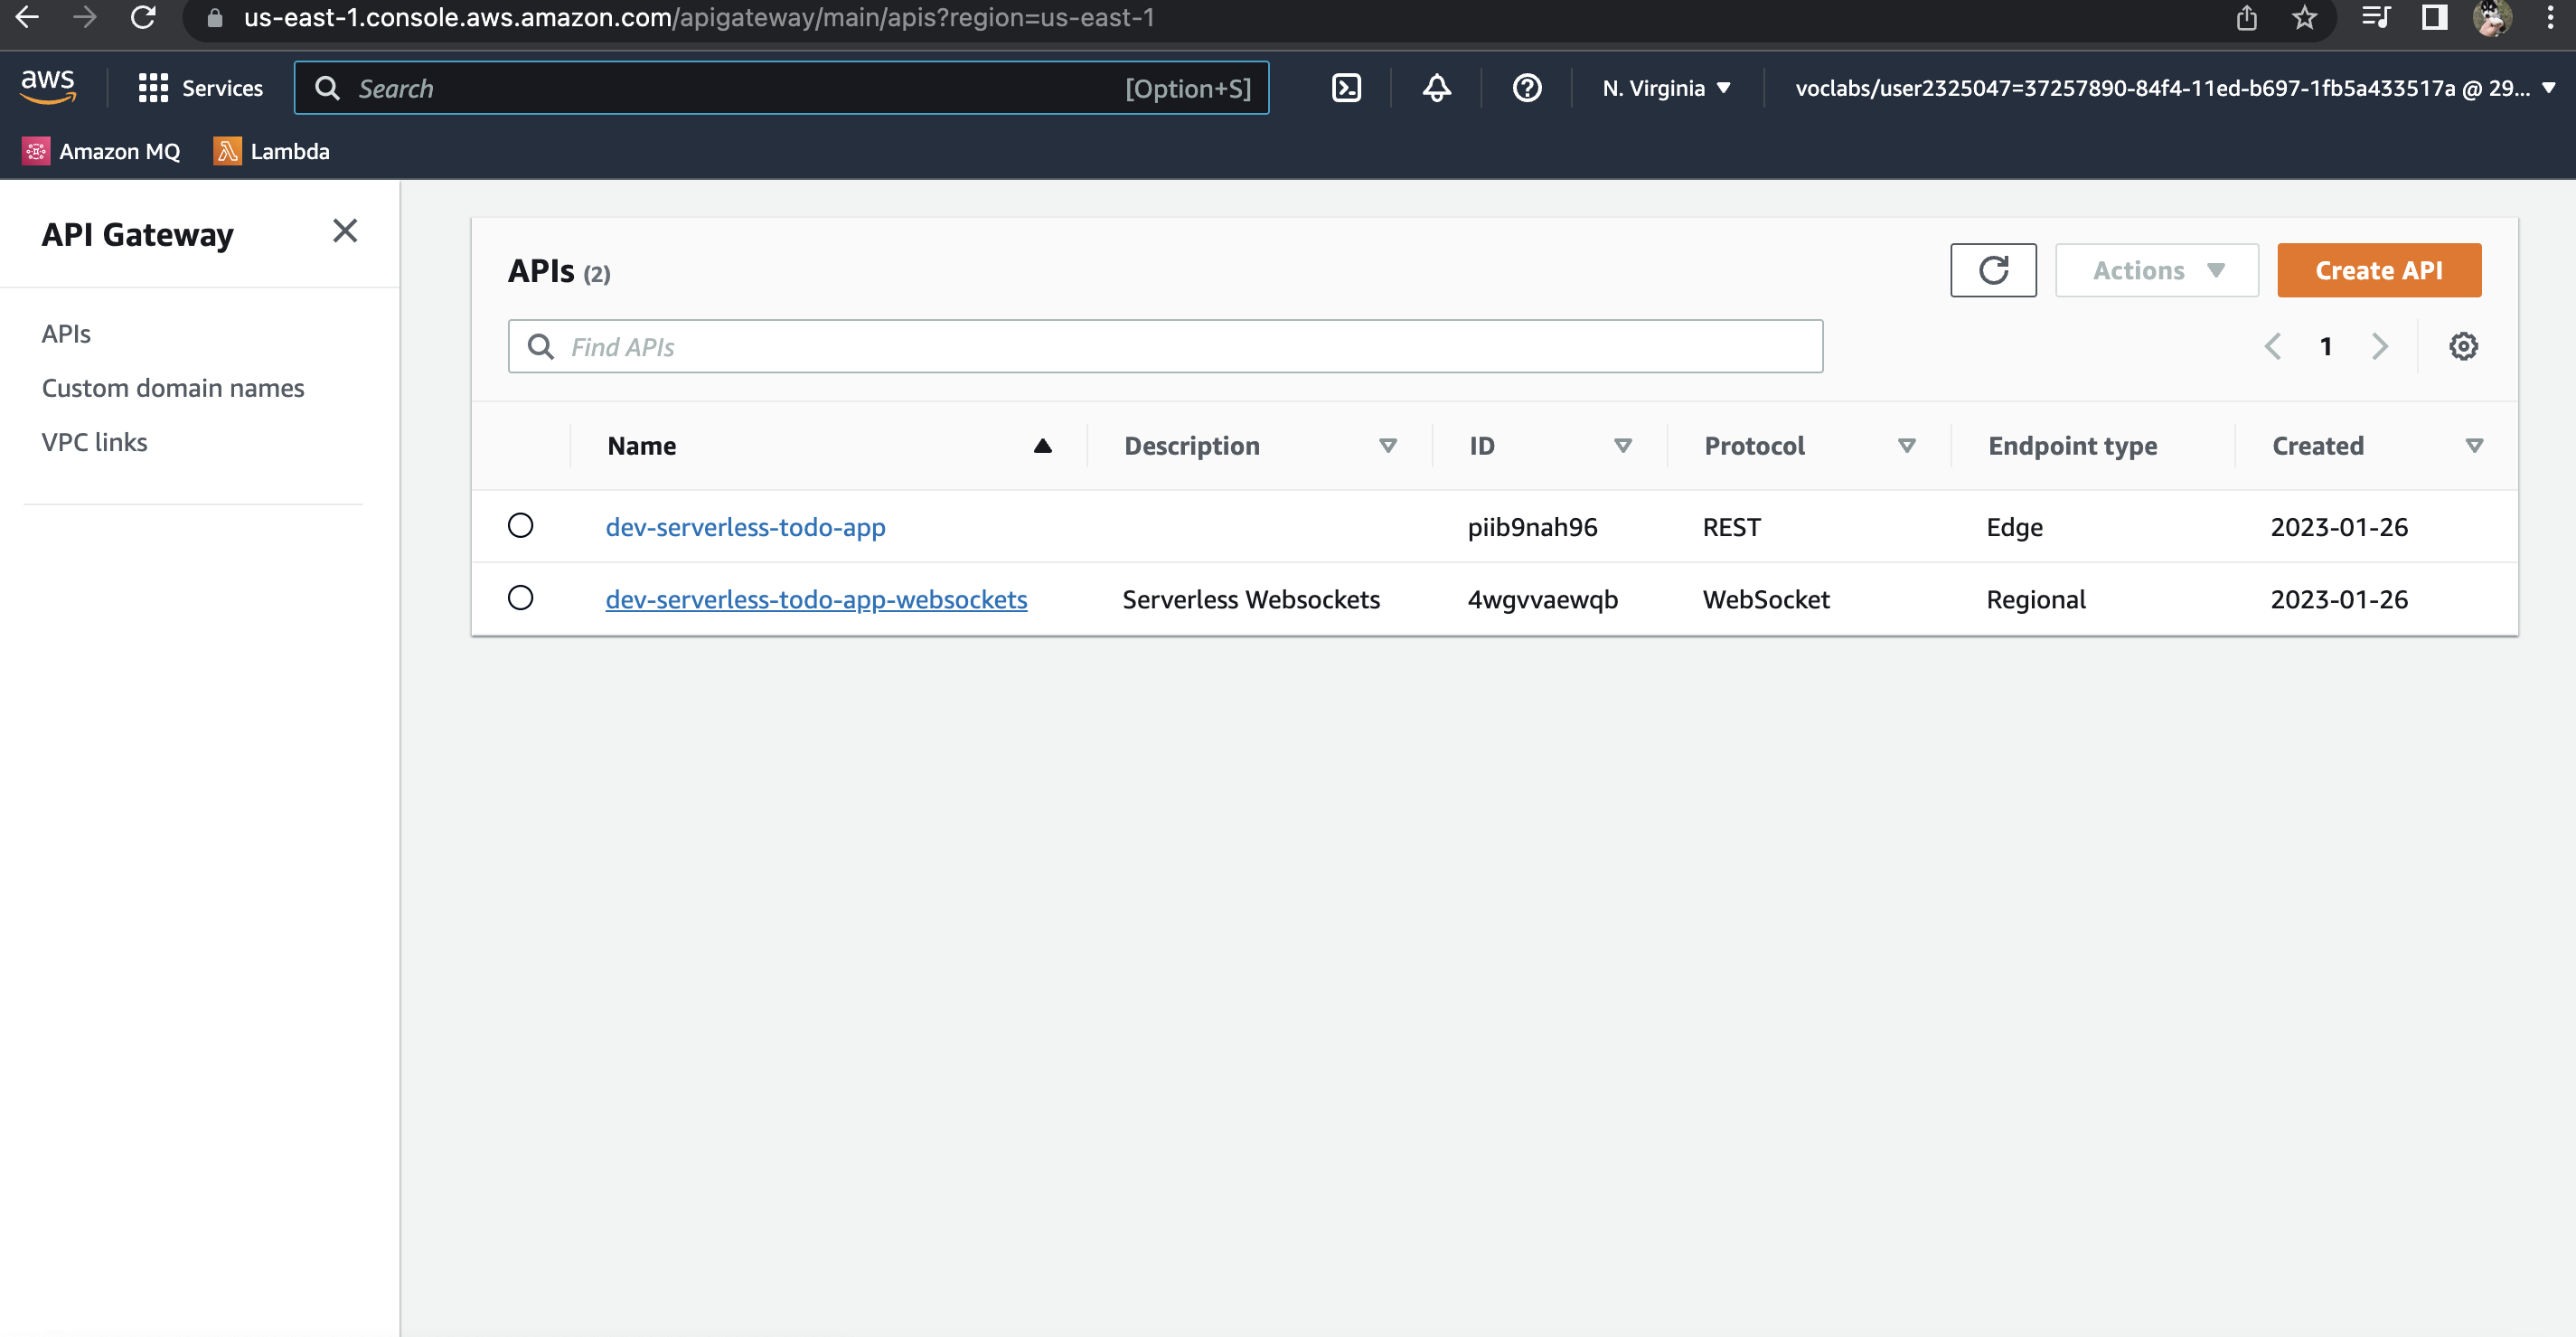 us-east-1.console.aws.amazon.com/apigateway/main/apis?region=us-east-1
aws Services Search [Option+S] N. Virginia voclabs/user2325047=37257890-84f4-11ed-b697-1fb5a433517a @ 29...
Amazon MQ Lambda
API Gateway
APIs
Custom domain names
VPC links
APIs (2) Actions Create API
Find APIs 1
Name Description ID Protocol Endpoint type Created
dev-serverless-todo-app piib9nah96 REST Edge 2023-01-26
dev-serverless-todo-app-websockets Serverless Websockets 4wgvvaewqb WebSocket Regional 2023-01-26